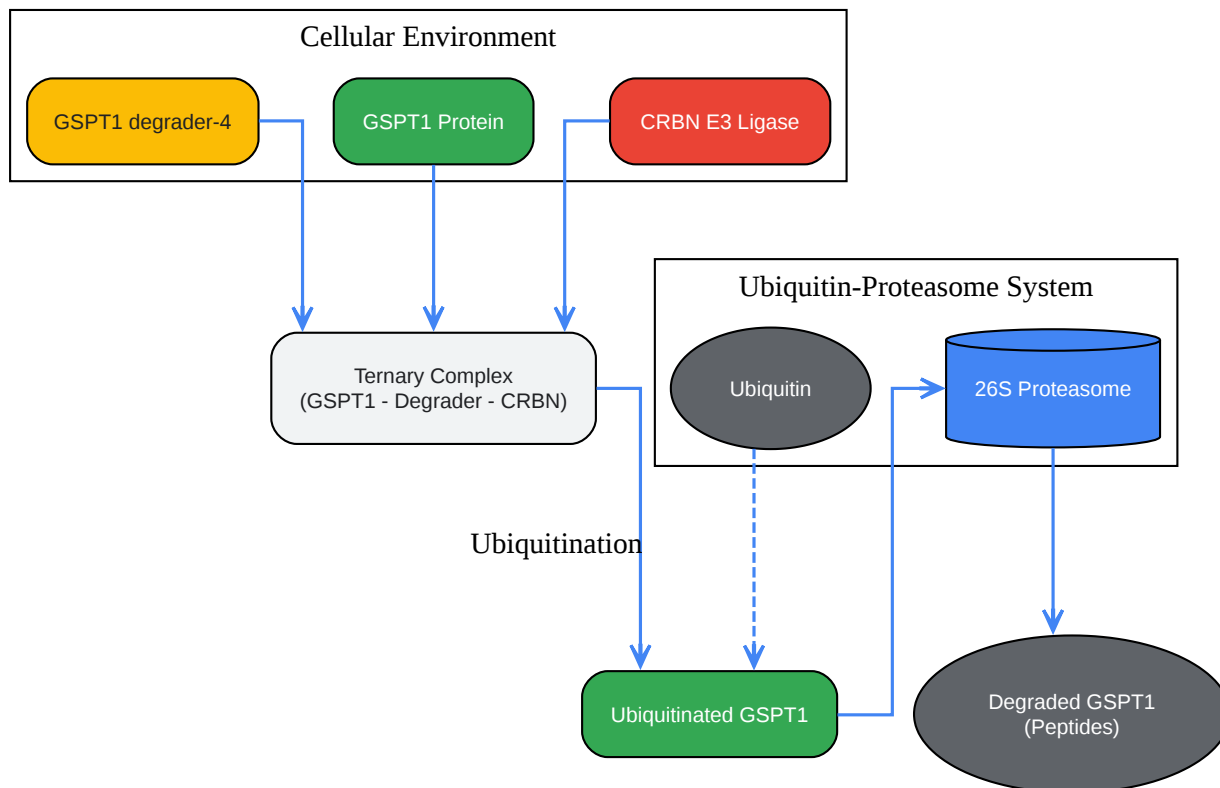 Cellular Environment
GSPT1 degrader-4
GSPT1 Protein
CRBN E3 Ligase
Ubiquitin-Proteasome System
Ternary Complex
(GSPT1 - Degrader - CRBN)
Ubiquitin
26S Proteasome
Ubiquitination
Ubiquitinated GSPT1
Degraded GSPT1
(Peptides)